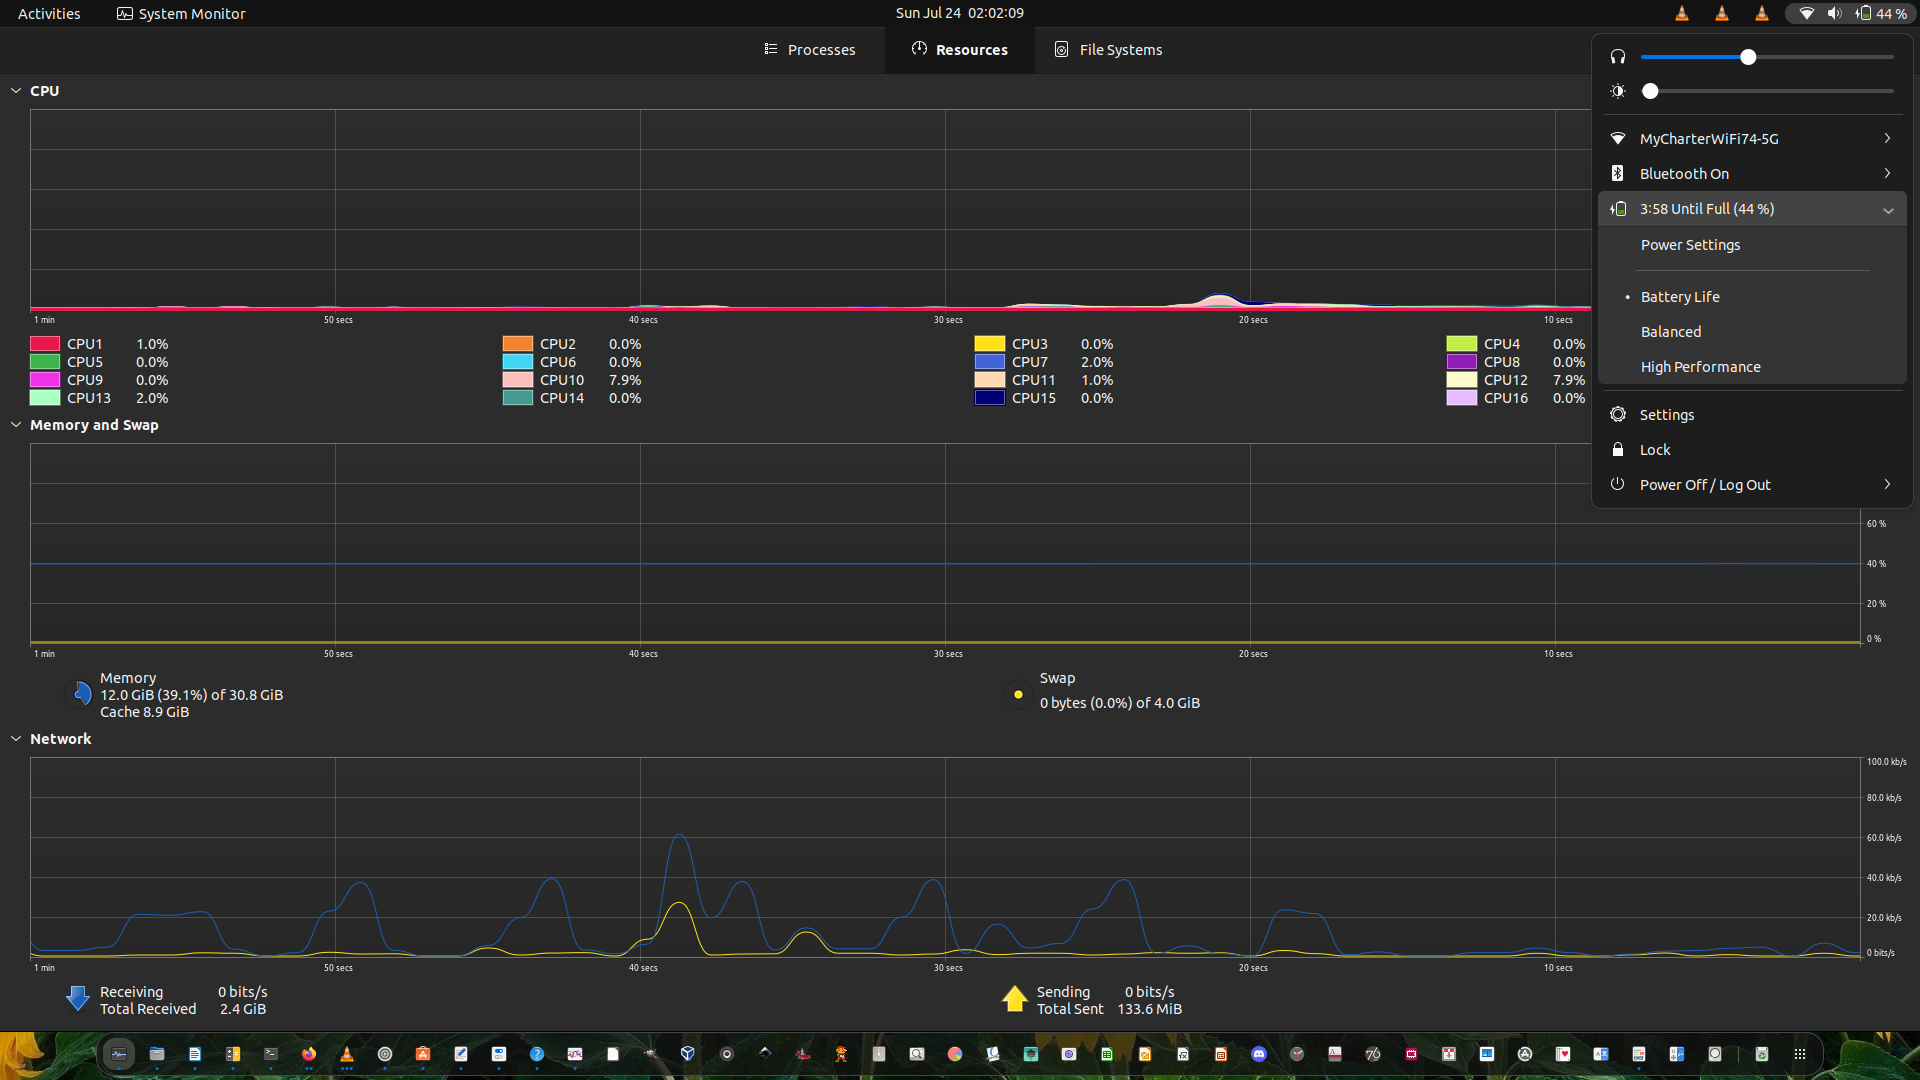 Activities
System Monitor
Sun Jul 24 02:02:09
44 %
Processes
Resources
File Systems
CPU
1 min 50 secs 40 secs 30 secs 20 secs 10 secs
CPU1 1.0% CPU2 0.0% CPU3 0.0% CPU4 0.0%
CPU5 0.0% CPU6 0.0% CPU7 2.0% CPU8 0.0%
CPU9 0.0% CPU10 7.9% CPU11 1.0% CPU12 7.9%
CPU13 2.0% CPU14 0.0% CPU15 0.0% CPU16 0.0%
MyCharterWiFi74-5G
Bluetooth On
3:58 Until Full (44 %)
Power Settings
• Battery Life
Balanced
High Performance
Settings
Lock
Power Off / Log Out
Memory and Swap
60 %
40 %
20 %
0 %
1 min 50 secs 40 secs 30 secs 20 secs 10 secs
Memory
12.0 GiB (39.1%) of 30.8 GiB
Cache 8.9 GiB
Swap
0 bytes (0.0%) of 4.0 GiB
Network
100.0 kb/s
80.0 kb/s
60.0 kb/s
40.0 kb/s
20.0 kb/s
0 bits/s
1 min 50 secs 40 secs 30 secs 20 secs 10 secs
Receiving 0 bits/s
Total Received 2.4 GiB
Sending 0 bits/s
Total Sent 133.6 MiB